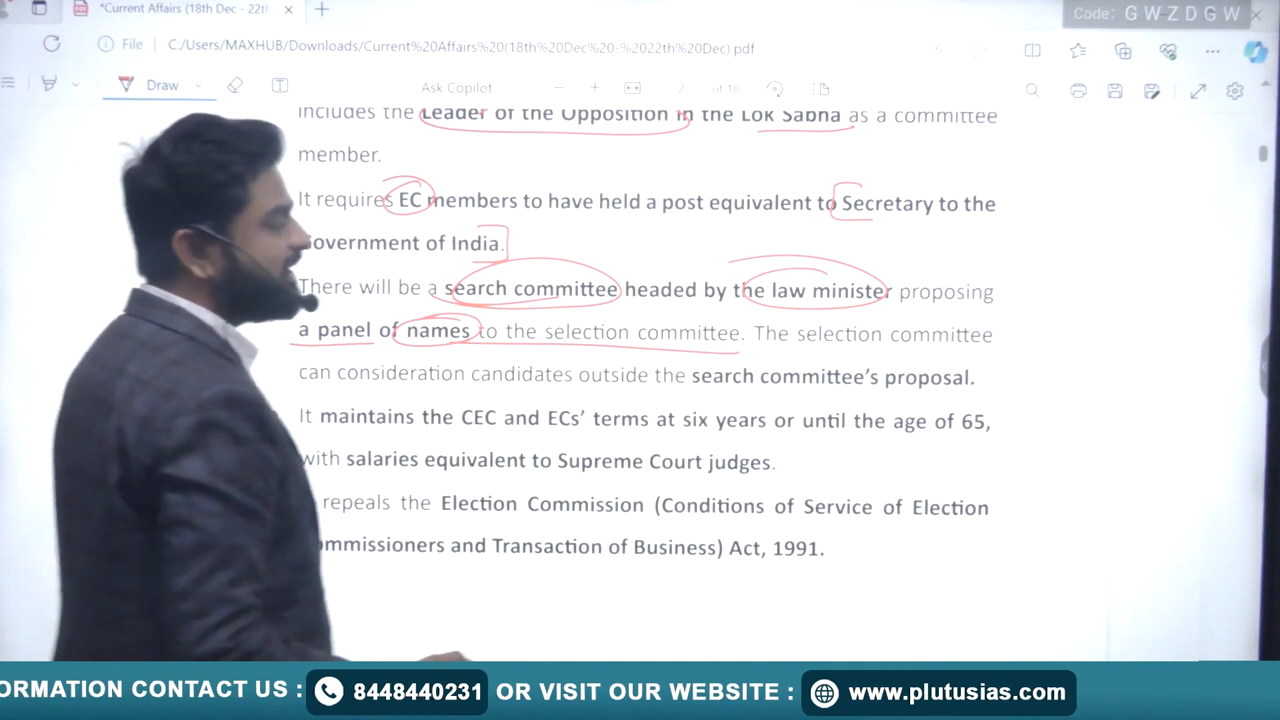 *Current Affairs (18th Dec - 22t
Code: G W Z D G W
File C:/Users/MAXHUB/Downloads/Current%20Affairs%20(18th%20Dec%20-%2022th%20Dec).pdf
Draw
Ask Copilot
of 18
includes the Leader of the Opposition in the Lok Sabha as a committee
member.
It requires EC members to have held a post equivalent to Secretary to the
Government of India.
There will be a search committee headed by the law minister proposing
a panel of names to the selection committee. The selection committee
can consideration candidates outside the search committee's proposal.
It maintains the CEC and ECs' terms at six years or until the age of 65,
with salaries equivalent to Supreme Court judges.
repeals the Election Commission (Conditions of Service of Election
ommissioners and Transaction of Business) Act, 1991.
ORMATION CONTACT US : 8448440231 OR VISIT OUR WEBSITE : www.plutusias.com